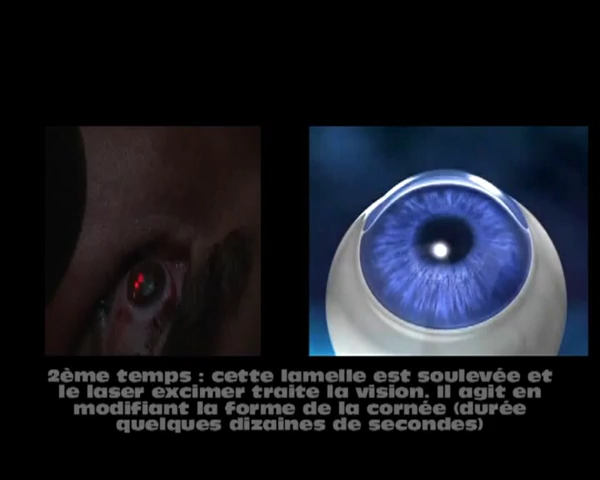 2ème temps : cette lamelle est soulevée et
le laser excimer traite la vision. Il agit en
modifiant la forme de la cornée (durée
quelques dizaines de secondes)